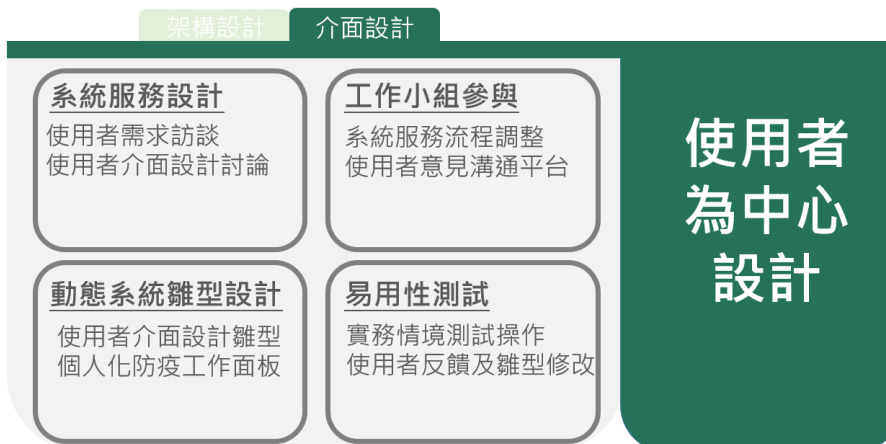 架構設計
介面設計
系統服務設計
使用者需求訪談
使用者介面設計討論
工作小組參與
系統服務流程調整
使用者意見溝通平台
動態系統雛型設計
使用者介面設計雛型
個人化防疫工作面板
易用性測試
實務情境測試操作
使用者反饋及雛型修改
使用者
為中心
設計